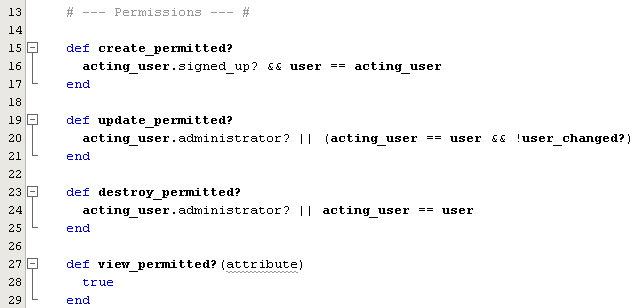 13 # --- Permissions --- #
14
15 def create_permitted?
16 acting_user.signed_up? && user == acting_user
17 end
18
19 def update_permitted?
20 acting_user.administrator? || (acting_user == user && !user_changed?)
21 end
22
23 def destroy_permitted?
24 acting_user.administrator? || acting_user == user
25 end
26
27 def view_permitted?(attribute)
28 true
29 end